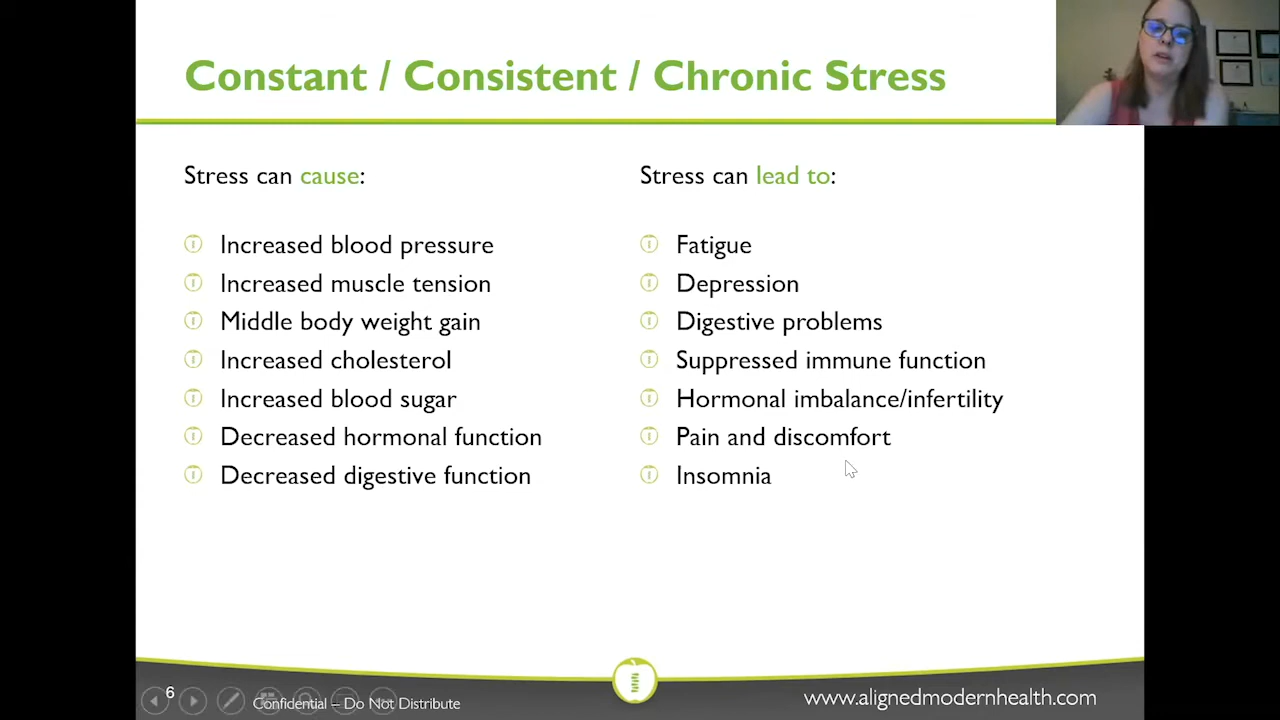 Constant / Consistent / Chronic Stress
Stress can cause:
Increased blood pressure
Increased muscle tension
Middle body weight gain
Increased cholesterol
Increased blood sugar
Decreased hormonal function
Decreased digestive function
Stress can lead to:
Fatigue
Depression
Digestive problems
Suppressed immune function
Hormonal imbalance/infertility
Pain and discomfort
Insomnia
6
Confidential – Do Not Distribute
www.alignedmodernhealth.com